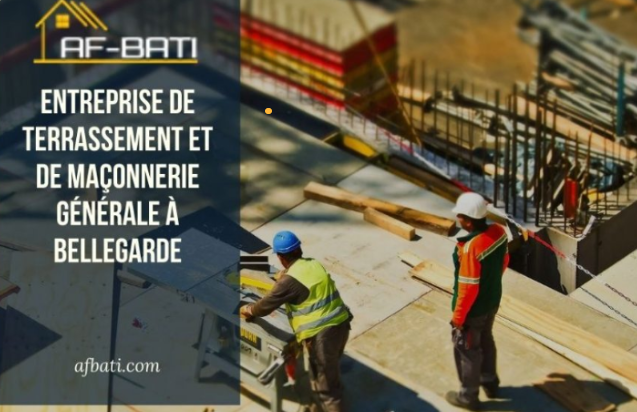 AF-BATI
ENTREPRISE DE
TERRASSEMENT ET
DE MAÇONNERIE
GÉNÉRALE À
BELLEGARDE
afbati.com